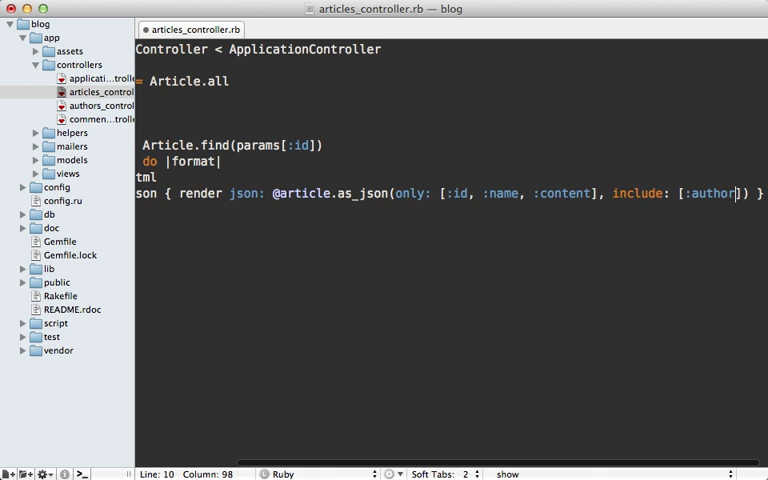 articles_controller.rb — blog
blog
app
assets
controllers
applicati...trolle
articles_control
authors_control
commen...trolle
helpers
mailers
models
views
config
config.ru
db
doc
Gemfile
Gemfile.lock
lib
public
Rakefile
README.rdoc
script
test
vendor
articles_controller.rb
Controller < ApplicationController
= Article.all
Article.find(params[:id])
do |format|
tml
son { render json: @article.as_json(only: [:id, :name, :content], include: [:author]) }
Line: 10 Column: 98
Ruby
Soft Tabs: 2
show